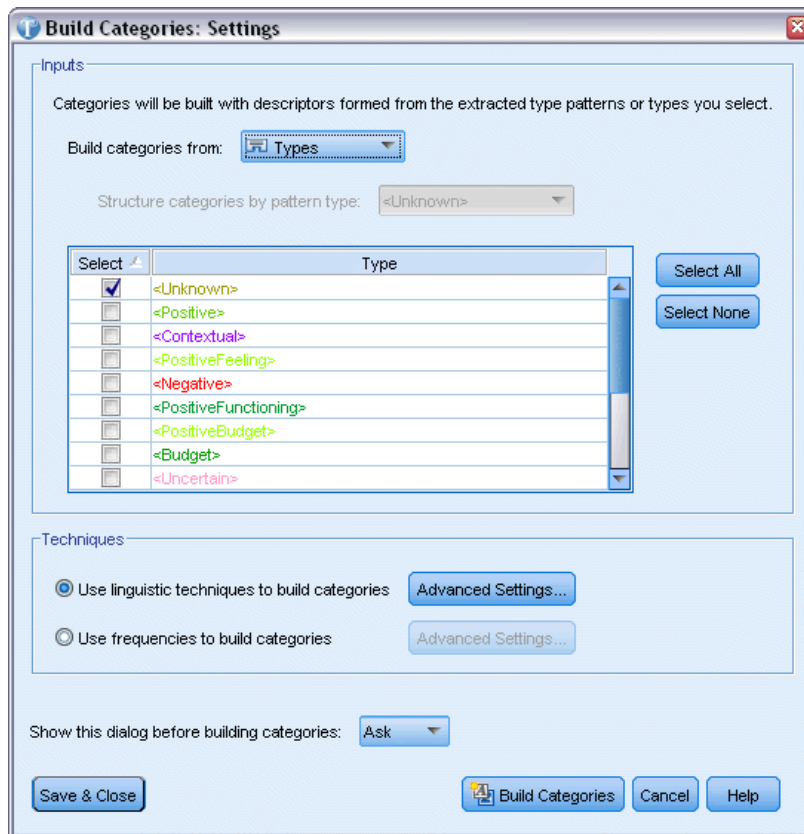 Build Categories: Settings
Inputs
Categories will be built with descriptors formed from the extracted type patterns or types you select.
Build categories from: Types
Structure categories by pattern type: <Unknown>
Select Type
<Unknown>
<Positive>
<Contextual>
<PositiveFeeling>
<Negative>
<PositiveFunctioning>
<PositiveBudget>
<Budget>
<Uncertain>
Select All
Select None
Techniques
Use linguistic techniques to build categories Advanced Settings...
Use frequencies to build categories Advanced Settings...
Show this dialog before building categories: Ask
Save & Close Build Categories Cancel Help